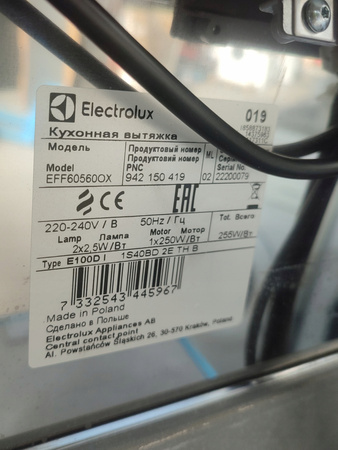 Electrolux
019
Кухонная вытяжка
Модель
Model
EFF60560OX
Продуктовый номер
Продуктовий номер
PNC
942 150 419
ML
02
Serial No
22200079
CE
EAC
220-240V / В
50Hz / Гц
Tot. Всего
Lamp Лампа
Motor Мотор
2x2,5W/Вт
1x250W/Вт
255W/Вт
Type E100D I
1S40BD 2E TH B
7 332543 445967
Made in Poland
Сделано в Польше
Electrolux Appliances AB
Central contact point
Al. Powstańców Śląskich 26, 30-570 Kraków, Poland